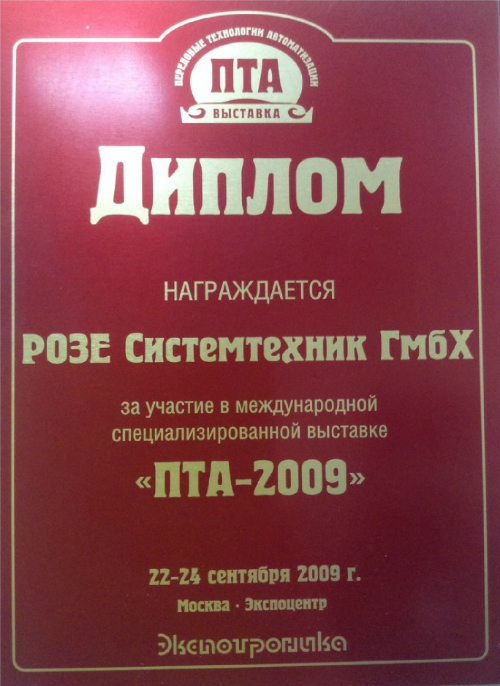 ПЕРЕДОВЫЕ ТЕХНОЛОГИИ АВТОМАТИЗАЦИИ
ПТА
ВЫСТАВКА
ДИПЛОМ
НАГРАЖДАЕТСЯ
РОЗЕ Системтехник ГмбХ
за участие в международной
специализированной выставке
«ПТА-2009»
22-24 сентября 2009 г.
Москва · Экспоцентр
Экспотроника